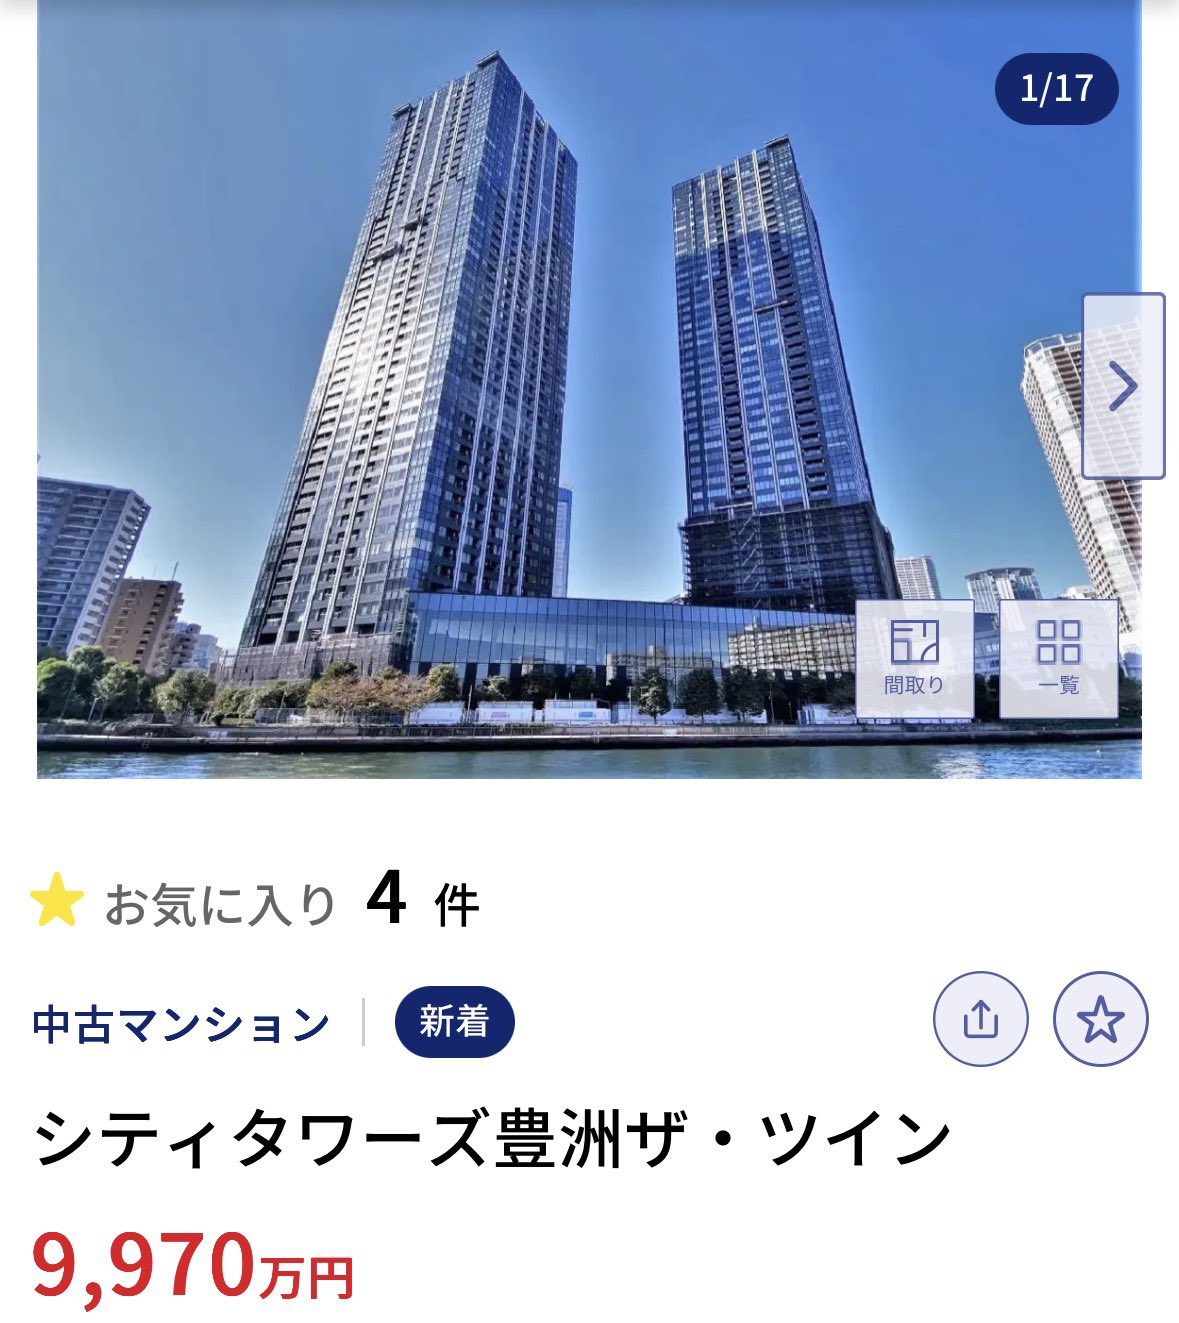 1/17
間取り
一覧
お気に入り 4 件
中古マンション
新着
シティタワーズ豊洲ザ・ツイン
9,970万円